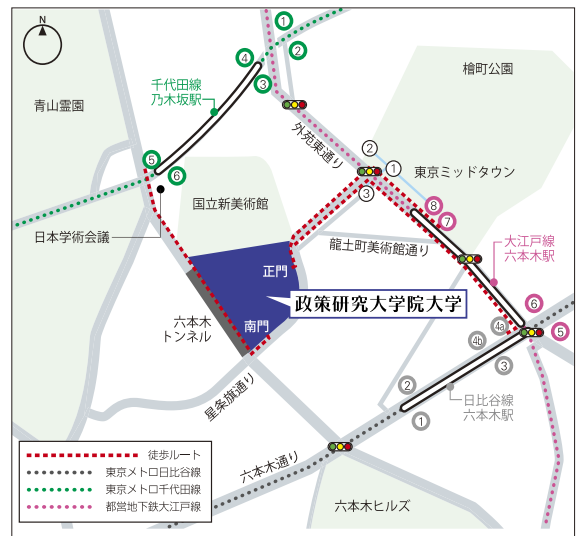 N
①
②
④
③
千代田線
乃木坂駅
檜町公園
青山霊園
外苑東通り
②
①
③
東京ミッドタウン
⑤
⑥
国立新美術館
⑧
⑦
日本学術会議
龍土町美術館通り
大江戸線
六本木駅
正門
政策研究大学院大学
六本木
トンネル
南門
⑥
⑤
4a
4b
③
②
①
日比谷線
六本木駅
星条旗通り
六本木通り
六本木ヒルズ
徒歩ルート
東京メトロ日比谷線
東京メトロ千代田線
都営地下鉄大江戸線